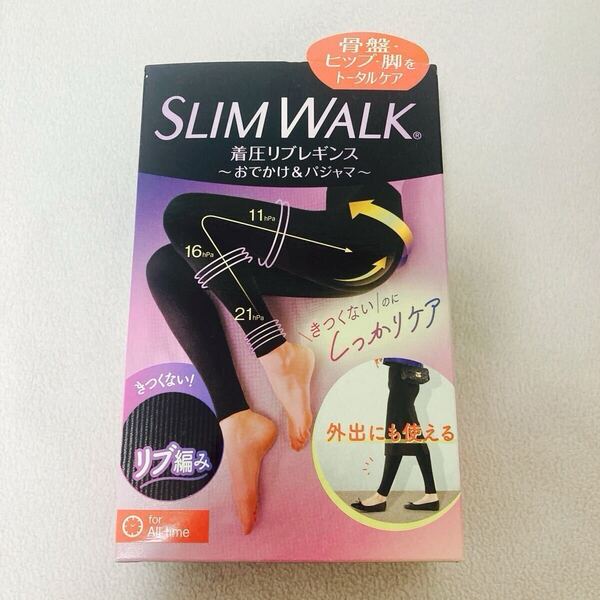 骨盤・
ヒップ・脚を
トータルケア
SLIM WALK®
着圧リブレギンス
～おでかけ&パジャマ～
11hPa
16hPa
21hPa
\きつくない/のに
しっかりケア
きつくない!
リブ編み
外出にも使える
for
All-time